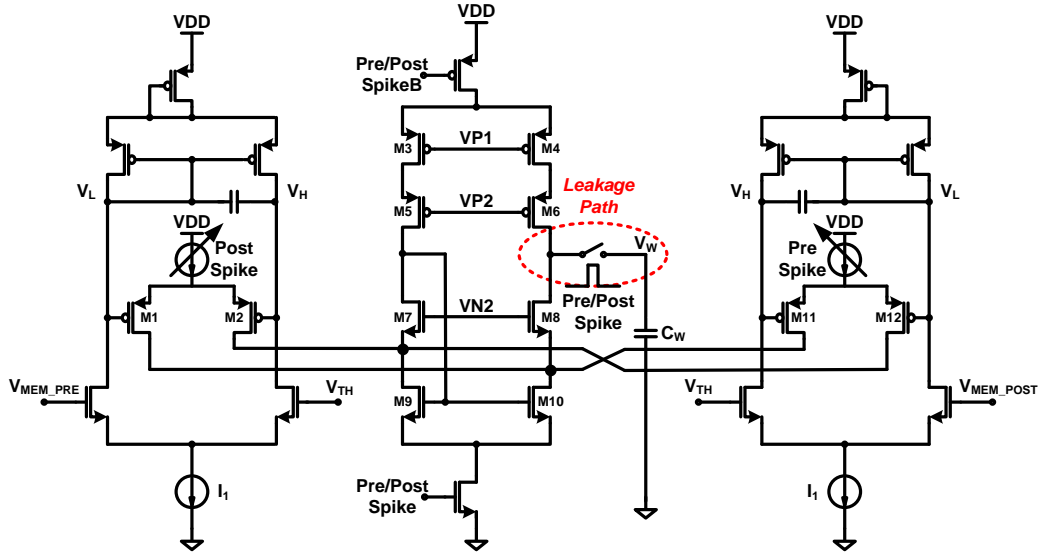 VDD
VDD
VDD
Pre/Post
SpikeB
M3
VP1
M4
VL
VH
M5
VP2
M6
Leakage
Path
VH
VL
VDD
Post
Spike
VW
VDD
Pre
Spike
M1
M2
M7
VN2
M8
Pre/Post
Spike
CW
M11
M12
VMEM_PRE
VTH
M9
M10
VTH
VMEM_POST
I1
Pre/Post
Spike
I1